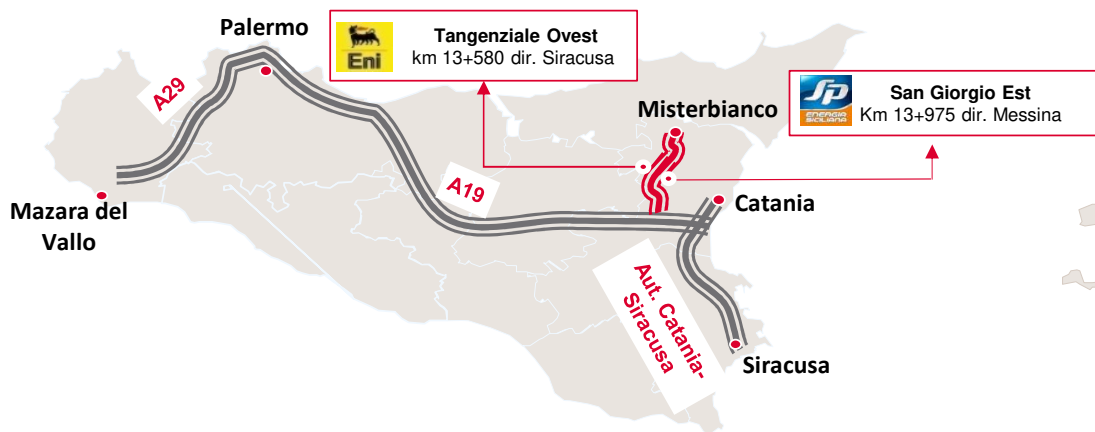 Palermo
Eni
Tangenziale Ovest
km 13+580 dir. Siracusa
SP
ENERGIA
SICILIANA
San Giorgio Est
Km 13+975 dir. Messina
A29
Misterbianco
A19
Mazara del
Vallo
Catania
Aut. Catania-
Siracusa
Siracusa